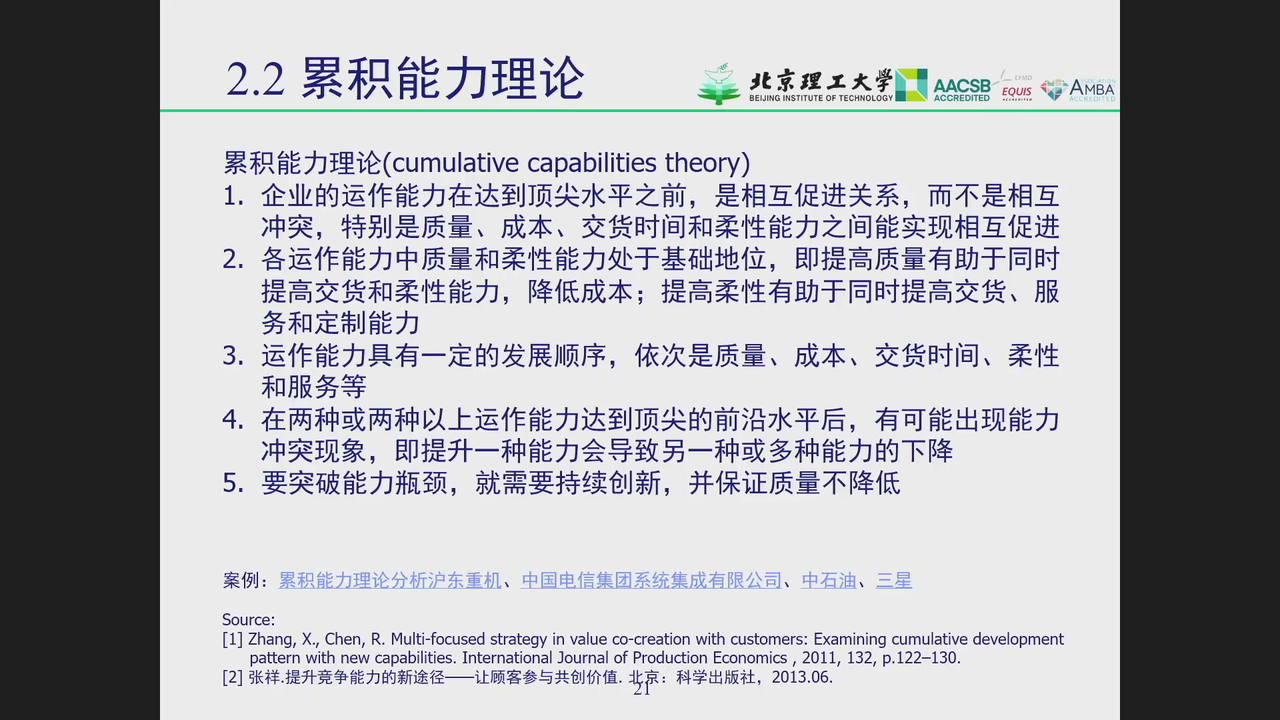 2.2 累积能力理论
北京理工大学
BEIJING INSTITUTE OF TECHNOLOGY
AACSB
ACCREDITED
EFMD
EQUIS
ACCREDITED
ASSOCIATION
AMBA
ACCREDITED
累积能力理论(cumulative capabilities theory)
1. 企业的运作能力在达到顶尖水平之前，是相互促进关系，而不是相互
冲突，特别是质量、成本、交货时间和柔性能力之间能实现相互促进
2. 各运作能力中质量和柔性能力处于基础地位，即提高质量有助于同时
提高交货和柔性能力，降低成本；提高柔性有助于同时提高交货、服
务和定制能力
3. 运作能力具有一定的发展顺序，依次是质量、成本、交货时间、柔性
和服务等
4. 在两种或两种以上运作能力达到顶尖的前沿水平后，有可能出现能力
冲突现象，即提升一种能力会导致另一种或多种能力的下降
5. 要突破能力瓶颈，就需要持续创新，并保证质量不降低
案例：累积能力理论分析沪东重机、中国电信集团系统集成有限公司、中石油、三星
Source:
[1] Zhang, X., Chen, R. Multi-focused strategy in value co-creation with customers: Examining cumulative development
pattern with new capabilities. International Journal of Production Economics , 2011, 132, p.122–130.
[2] 张祥.提升竞争能力的新途径——让顾客参与共创价值. 北京：科学出版社，2013.06.
21